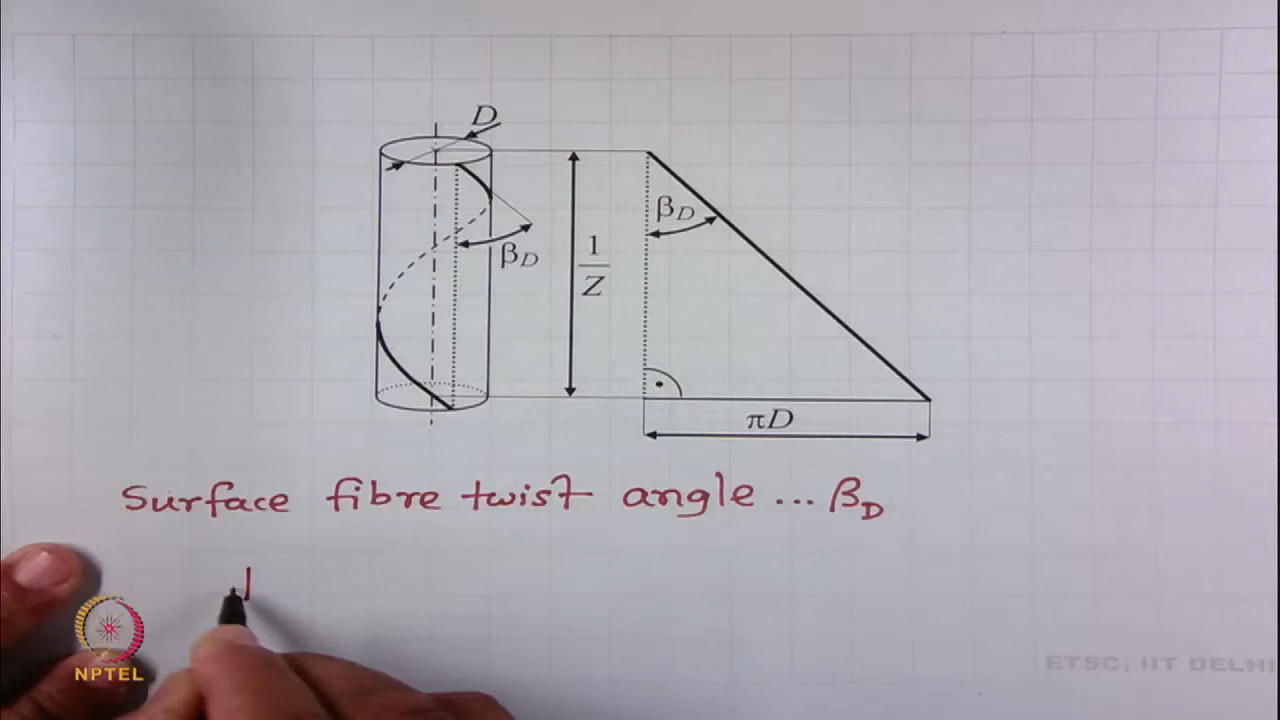 D
β_D
1
Z
β_D
πD
Surface fibre twist angle ... β_D
NPTEL
ETSC, IIT DELHI